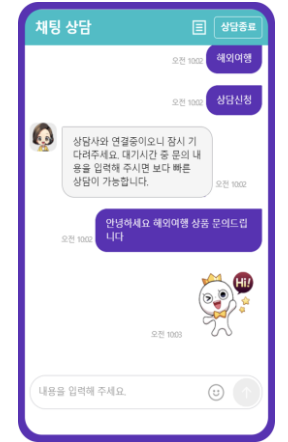 채팅 상담
상담종료
해외여행
오전 10:02
상담신청
오전 10:02
상담사와 연결중이오니 잠시 기
다려주세요. 대기시간 중 문의 내
용을 입력해 주시면 보다 빠른
상담이 가능합니다.
오전 10:02
안녕하세요 해외여행 상품 문의드립
니다
오전 10:02
Hi!
오전 10:03
내용을 입력해 주세요.